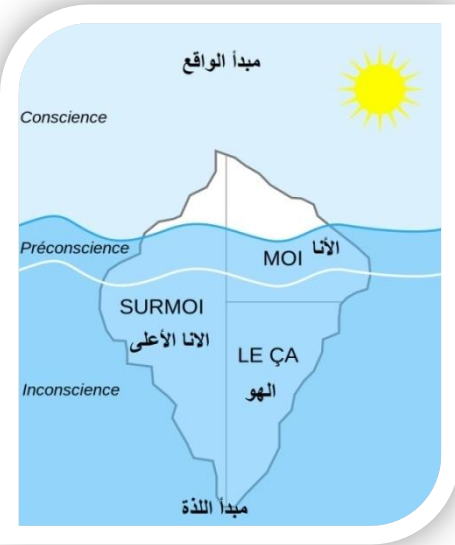 مبدأ الواقع
Conscience
Préconscience
MOI الأنا
SURMOI
الانا الأعلى
LE ÇA
الهو
Inconscience
مبدأ اللذة